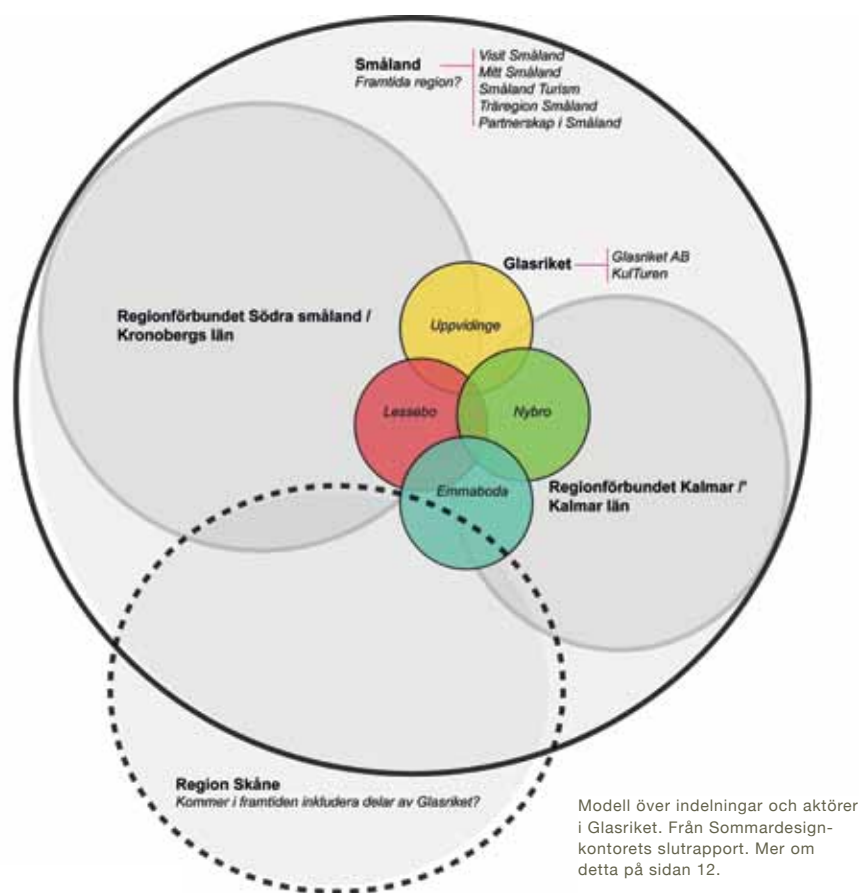 Småland
Framtida region?
Visit Småland
Mitt Småland
Småland Turism
Träregion Småland
Partnerskap i Småland
Glasriket
Glasriket AB
KulTuren
Regionförbundet Södra småland /
Kronobergs län
Uppvidinge
Lessebo
Nybro
Emmaboda
Regionförbundet Kalmar /'
Kalmar län
Region Skåne
Kommer i framtiden inkludera delar av Glasriket?
Modell över indelningar och aktörer
i Glasriket. Från Sommardesign-
kontorets slutrapport. Mer om
detta på sidan 12.